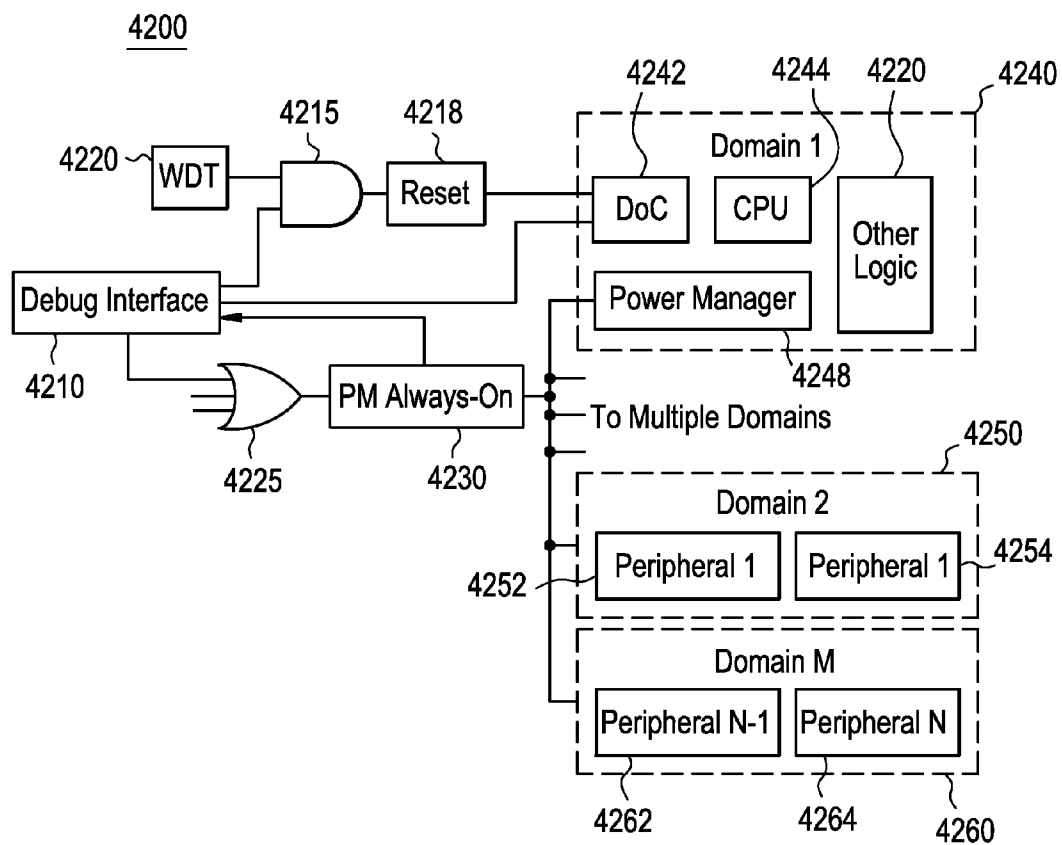 4200
4242
4244
4220
4240
4215
4218
4220
WDT
Reset
Domain 1
DoC
CPU
Other
Logic
Debug Interface
Power Manager
4210
4248
PM Always-On
To Multiple Domains
4225
4230
4250
Domain 2
4252
Peripheral 1
Peripheral 1
4254
Domain M
Peripheral N-1
Peripheral N
4262
4264
4260